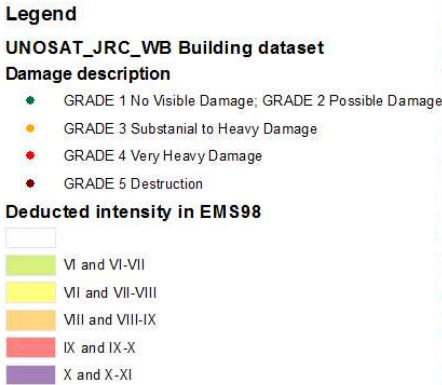 Legend
UNOSAT_JRC_WB Building dataset
Damage description
GRADE 1 No Visible Damage; GRADE 2 Possible Damage
GRADE 3 Substanial to Heavy Damage
GRADE 4 Very Heavy Damage
GRADE 5 Destruction
Deducted intensity in EMS98
VI and VI-VII
VII and VII-VIII
VIII and VIII-IX
IX and IX-X
X and X-XI